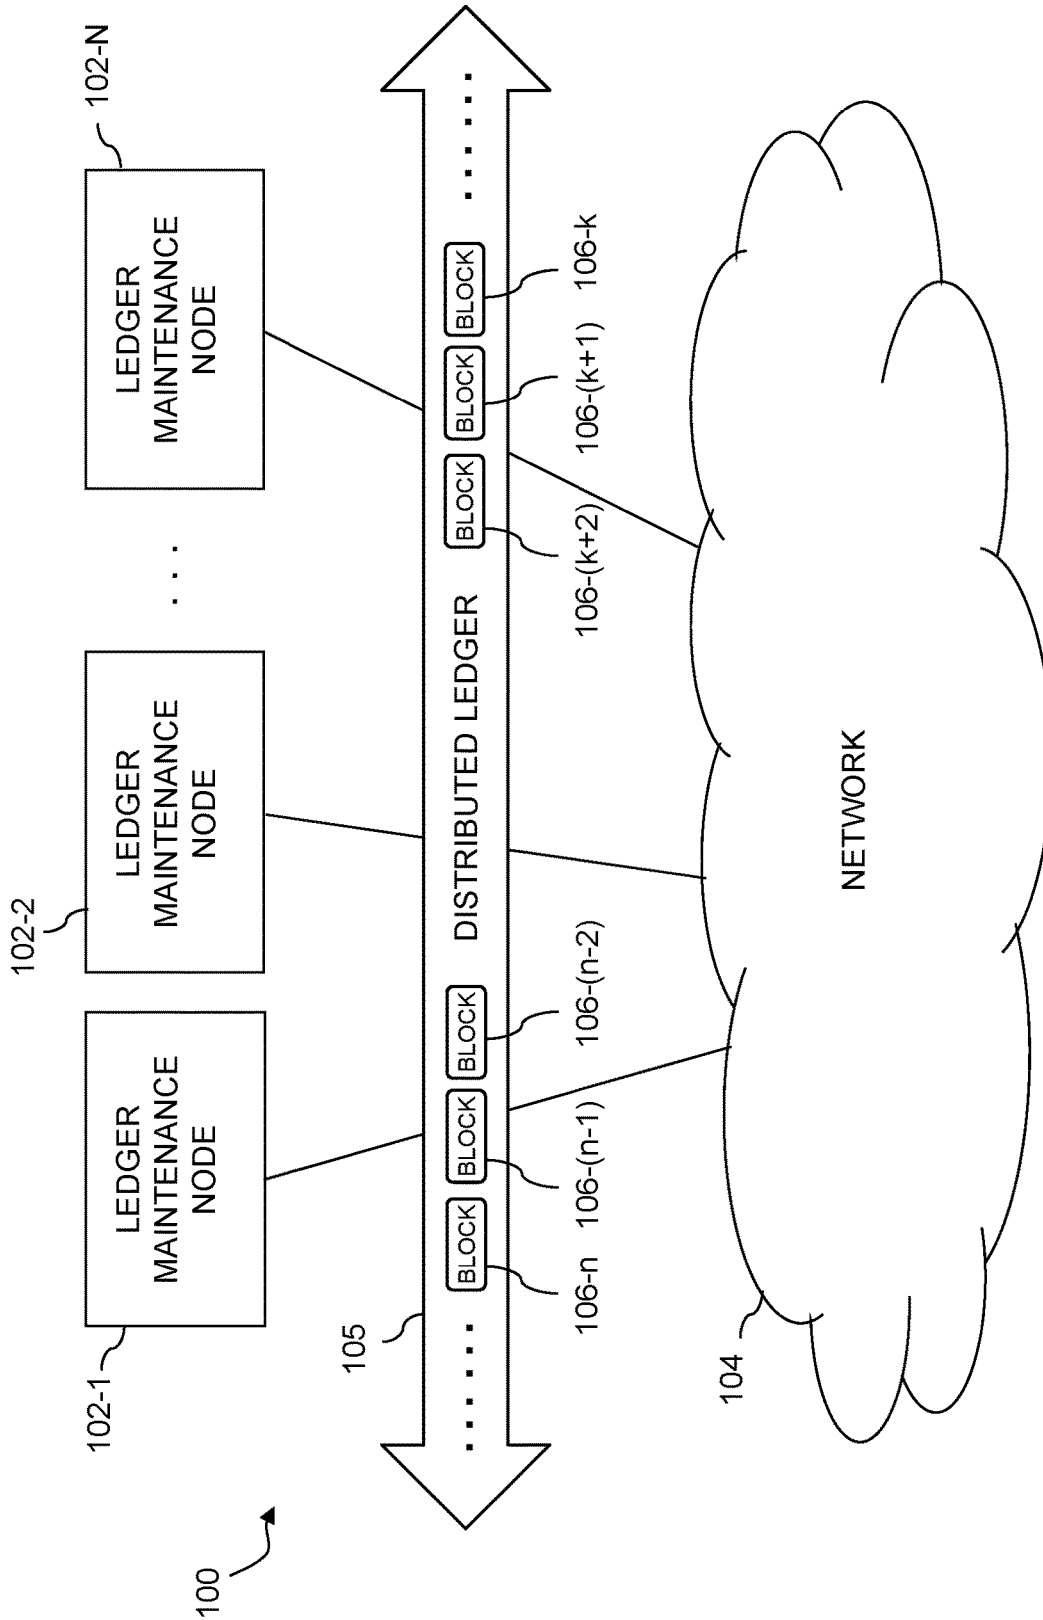 100
102-1
102-2
102-N
LEDGER
MAINTENANCE
NODE
LEDGER
MAINTENANCE
NODE
. . .
LEDGER
MAINTENANCE
NODE
105
. . . . . .
BLOCK
BLOCK
BLOCK
DISTRIBUTED LEDGER
BLOCK
BLOCK
BLOCK
. . . . . .
106-n
106-(n-1)
106-(n-2)
106-(k+2)
106-(k+1)
106-k
104
NETWORK